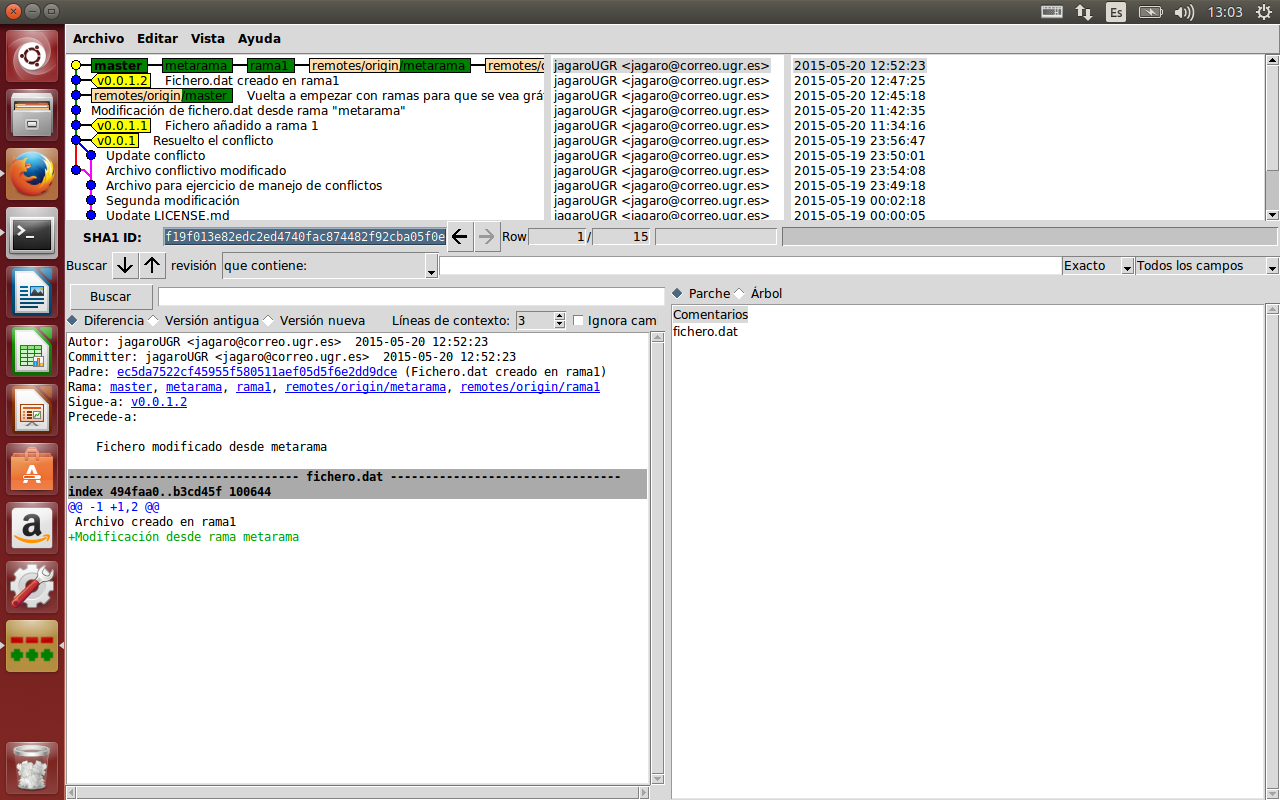 Es 13:03
Archivo Editar Vista Ayuda
master metarama rama1 remotes/origin/metarama remotes/ jagaroUGR <jagaro@correo.ugr.es> 2015-05-20 12:52:23
v0.0.1.2 Fichero.dat creado en rama1 jagaroUGR <jagaro@correo.ugr.es> 2015-05-20 12:47:25
remotes/origin/master Vuelta a empezar con ramas para que se vea grá jagaroUGR <jagaro@correo.ugr.es> 2015-05-20 12:45:18
Modificación de fichero.dat desde rama "metarama" jagaroUGR <jagaro@correo.ugr.es> 2015-05-20 11:42:35
v0.0.1.1 Fichero añadido a rama 1 jagaroUGR <jagaro@correo.ugr.es> 2015-05-20 11:34:16
v0.0.1 Resuelto el conflicto jagaroUGR <jagaro@correo.ugr.es> 2015-05-19 23:56:47
Update conflicto jagaroUGR <jagaro@correo.ugr.es> 2015-05-19 23:50:01
Archivo conflictivo modificado jagaroUGR <jagaro@correo.ugr.es> 2015-05-19 23:54:08
Archivo para ejercicio de manejo de conflictos jagaroUGR <jagaro@correo.ugr.es> 2015-05-19 23:49:18
Segunda modificación jagaroUGR <jagaro@correo.ugr.es> 2015-05-19 00:02:18
Update LICENSE.md jagaroUGR <jagaro@correo.ugr.es> 2015-05-19 00:00:05
SHA1 ID: f19f013e82edc2ed4740fac874482f92cba05f0e Row 1 / 15
Buscar revisión que contiene: Exacto Todos los campos
Buscar
Diferencia Versión antigua Versión nueva Líneas de contexto: 3 Ignora cam
Autor: jagaroUGR <jagaro@correo.ugr.es> 2015-05-20 12:52:23
Committer: jagaroUGR <jagaro@correo.ugr.es> 2015-05-20 12:52:23
Padre: ec5da7522cf45955f580511aef05d5f6e2dd9dce (Fichero.dat creado en rama1)
Rama: master, metarama, rama1, remotes/origin/metarama, remotes/origin/rama1
Sigue-a: v0.0.1.2
Precede-a:
Fichero modificado desde metarama
--------------------------------- fichero.dat ---------------------------------
index 494faa0..b3cd45f 100644
@@ -1 +1,2 @@
Archivo creado en rama1
+Modificación desde rama metarama
Parche Árbol
Comentarios
fichero.dat